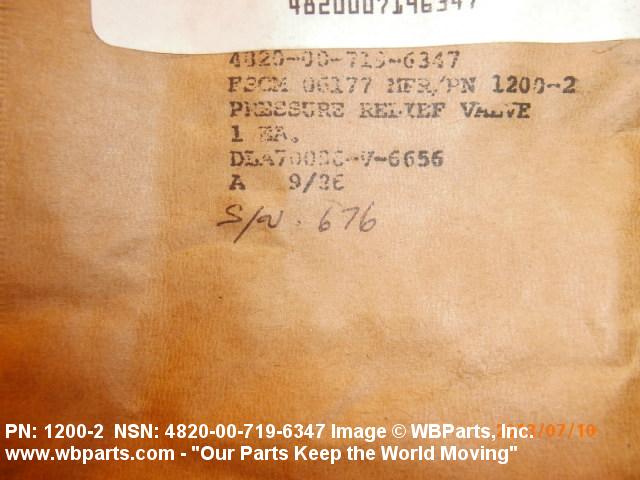 4820007196347
4820-00-719-6347
FSCM 06177 MFR/PN 1200-2
PRESSURE RELIEF VALVE
1 EA.
A 9/86
S/N. 676
PN: 1200-2 NSN: 4820-00-719-6347 Image © WBParts, Inc.
www.wbparts.com - "Our Parts Keep the World Moving"